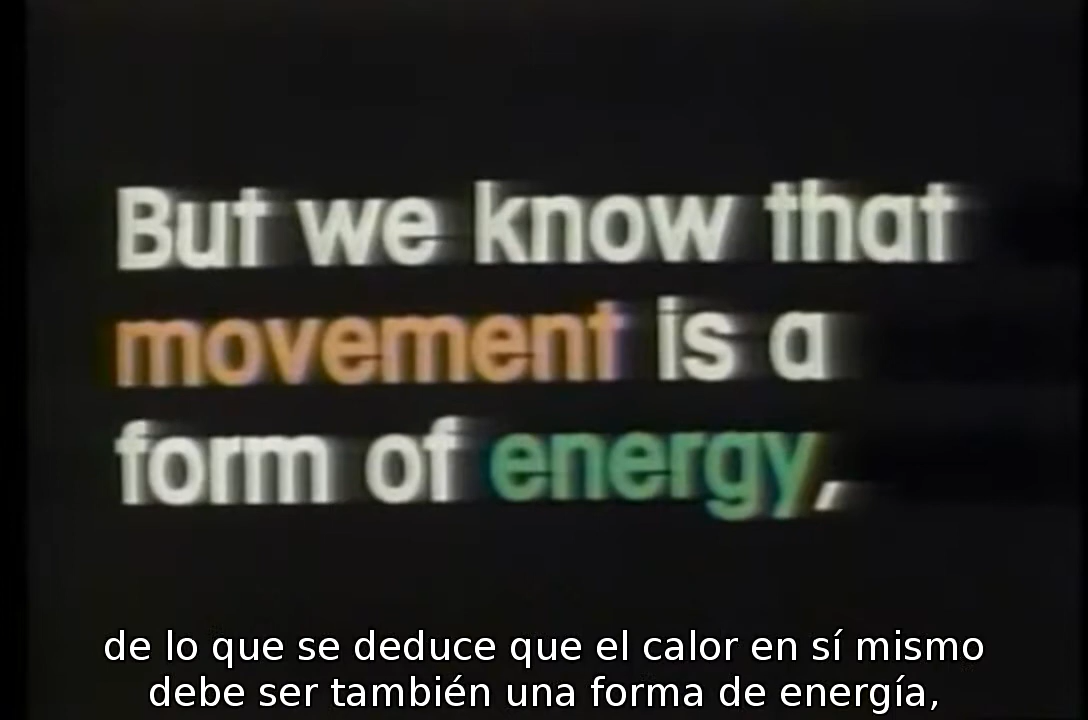 But we know that
movement is a
form of energy,
de lo que se deduce que el calor en sí mismo
debe ser también una forma de energía,